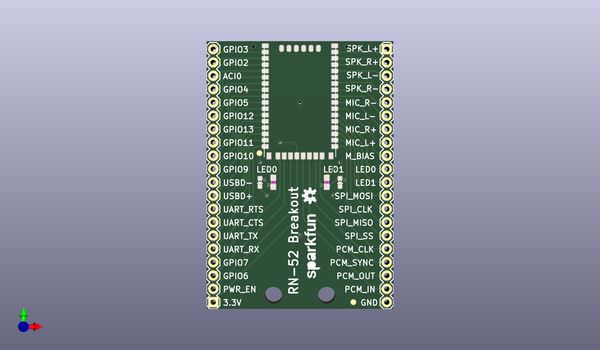 GPIO3
GPIO2
ACI0
GPIO4
GPIO5
GPIO12
GPIO13
GPIO11
GPIO10
GPIO9
USBD-
USBD+
UART_RTS
UART_CTS
UART_TX
UART_RX
GPIO7
GPIO6
PWR_EN
3.3V
LED0
LED1
RN-52 Breakout
sparkfun
SPK_L+
SPK_R+
SPK_L-
SPK_R-
MIC_R-
MIC_L-
MIC_R+
MIC_L+
M_BIAS
LED0
LED1
SPI_MOSI
SPI_CLK
SPI_MISO
SPI_SS
PCM_CLK
PCM_SYNC
PCM_OUT
PCM_IN
GND